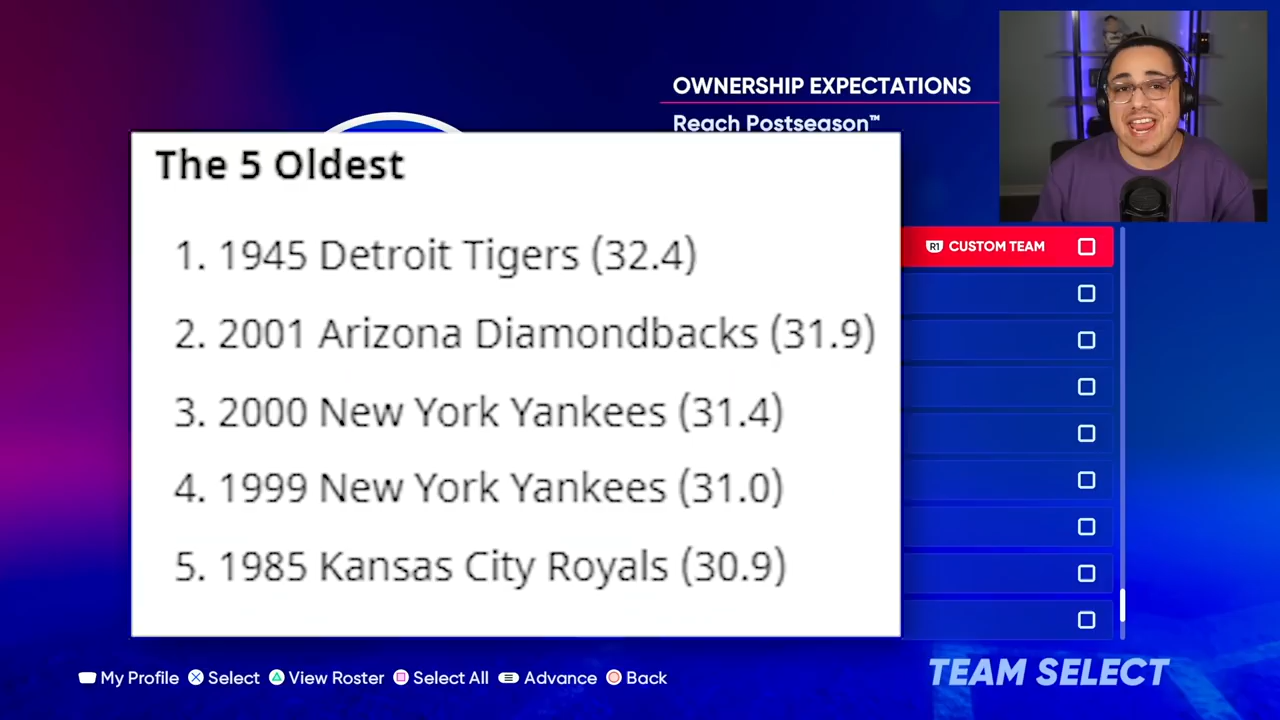 OWNERSHIP EXPECTATIONS
Reach Postseason™
The 5 Oldest
1. 1945 Detroit Tigers (32.4)
2. 2001 Arizona Diamondbacks (31.9)
3. 2000 New York Yankees (31.4)
4. 1999 New York Yankees (31.0)
5. 1985 Kansas City Royals (30.9)
R1 CUSTOM TEAM
TEAM SELECT
My Profile Select View Roster Select All Advance Back